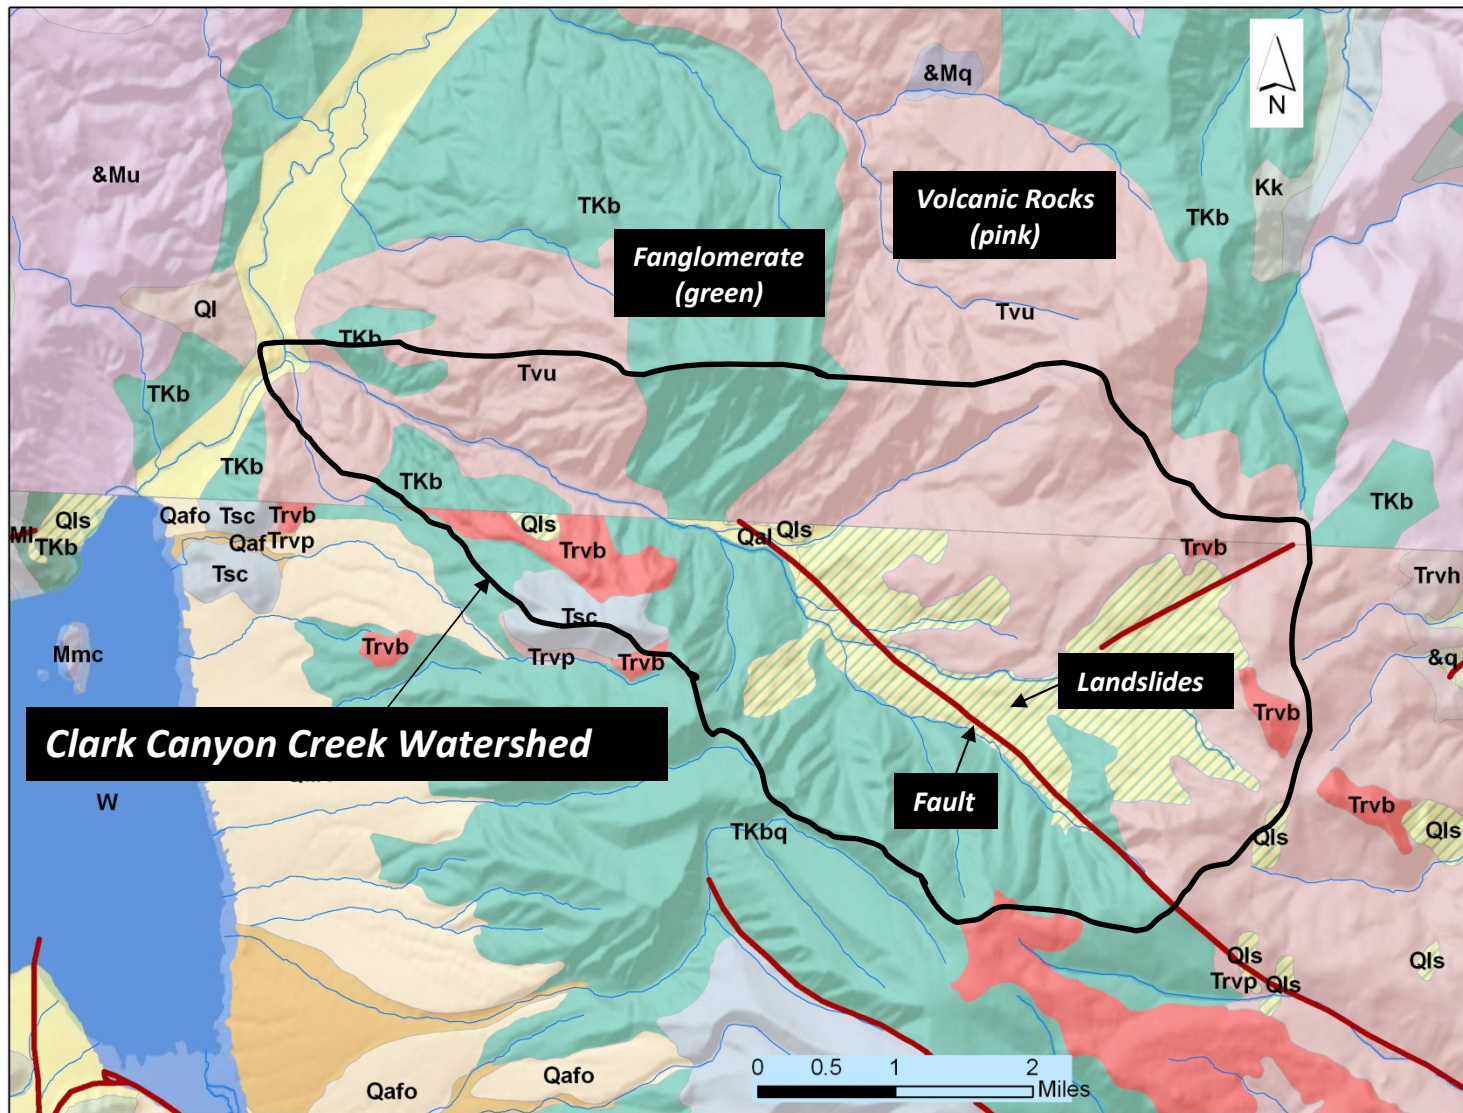 &Mq
N
&Mu
Kk
TKb
Volcanic Rocks
(pink)
TKb
Fanglomerate
(green)
Ql
Tvu
TKb
Tvu
TKb
TKb
TKb
TKb
Qls
Qafo
Tsc
Trvb
Qls
Qal
Qls
Ml
TKb
Qaf
Trvp
Trvb
Trvb
Tsc
Trvh
Tsc
Mmc
Trvb
Trvp
Trvb
&q
Landslides
Trvb
Clark Canyon Creek Watershed
W
Fault
Trvb
TKbq
Qls
Qls
Qls
Trvp
Qls
Qls
Qafo
Qafo
0 0.5 1 2
Miles